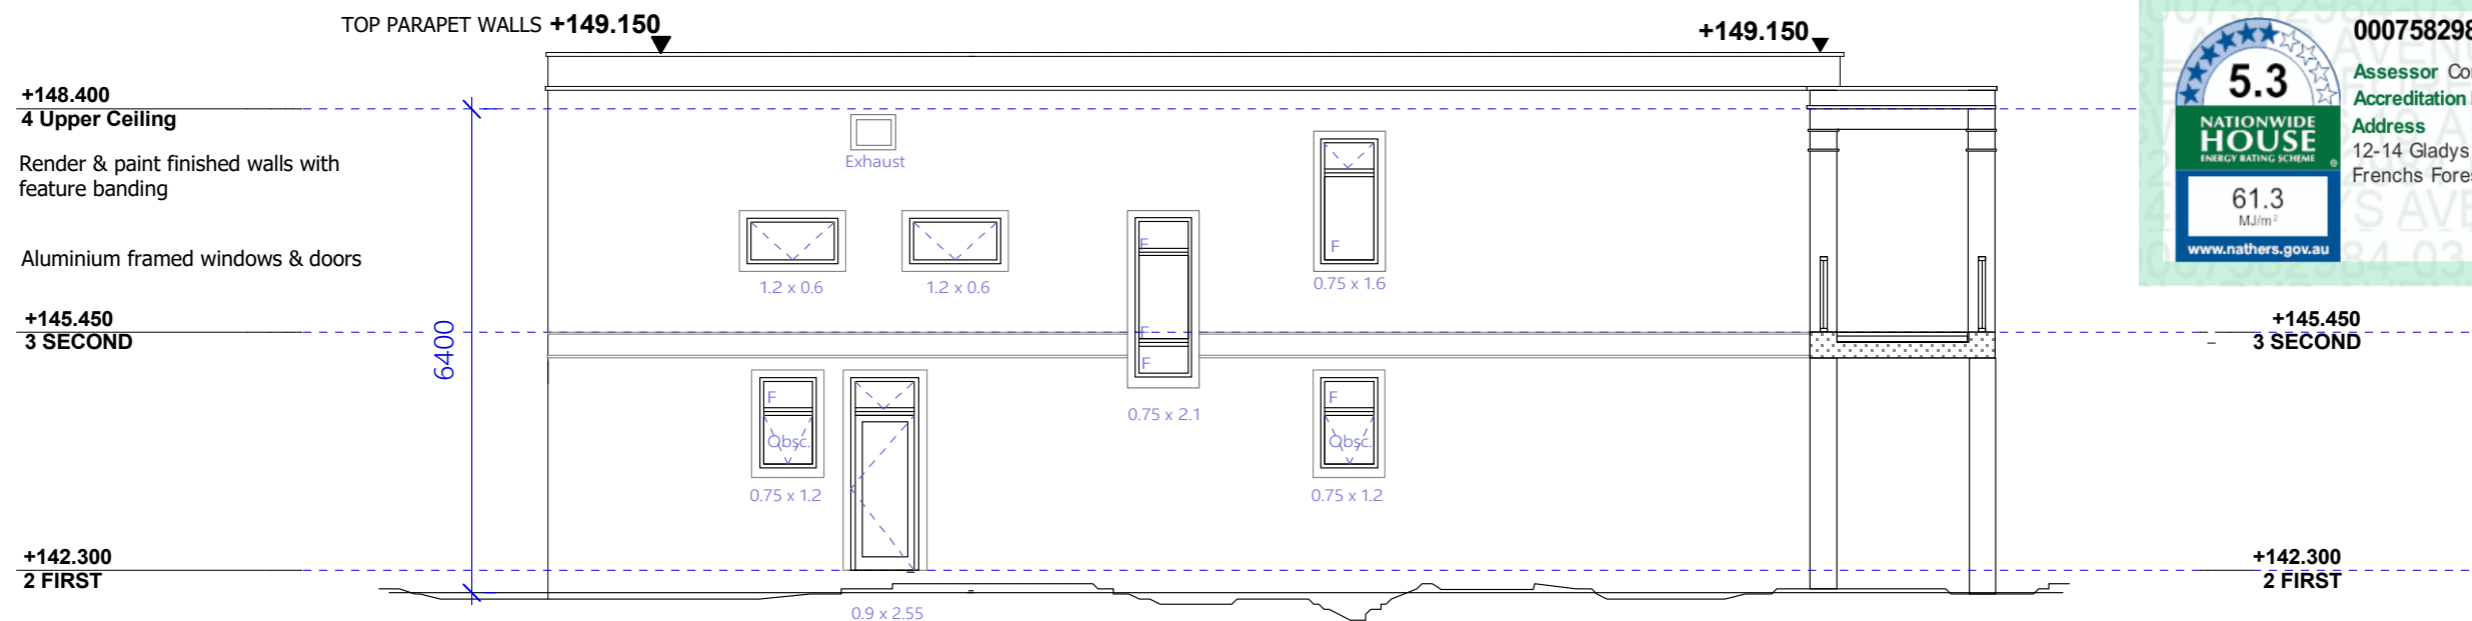 TOP PARAPET WALLS +149.150
+149.150
+148.400
4 Upper Ceiling
Render & paint finished walls with
feature banding
Aluminium framed windows & doors
+145.450
3 SECOND
+142.300
2 FIRST
6400
Exhaust
1.2 x 0.6
1.2 x 0.6
F
F
F
0.75 x 2.1
F
0.75 x 1.6
F
Obsc.
0.75 x 1.2
0.9 x 2.55
F
Obsc.
0.75 x 1.2
+145.450
3 SECOND
+142.300
2 FIRST
5.3
NATIONWIDE
HOUSE
ENERGY RATING SCHEME
61.3
MJ/m²
www.nathers.gov.au
00075829
Assessor
Accreditation
Address
12-14 Gladys
Frenchs